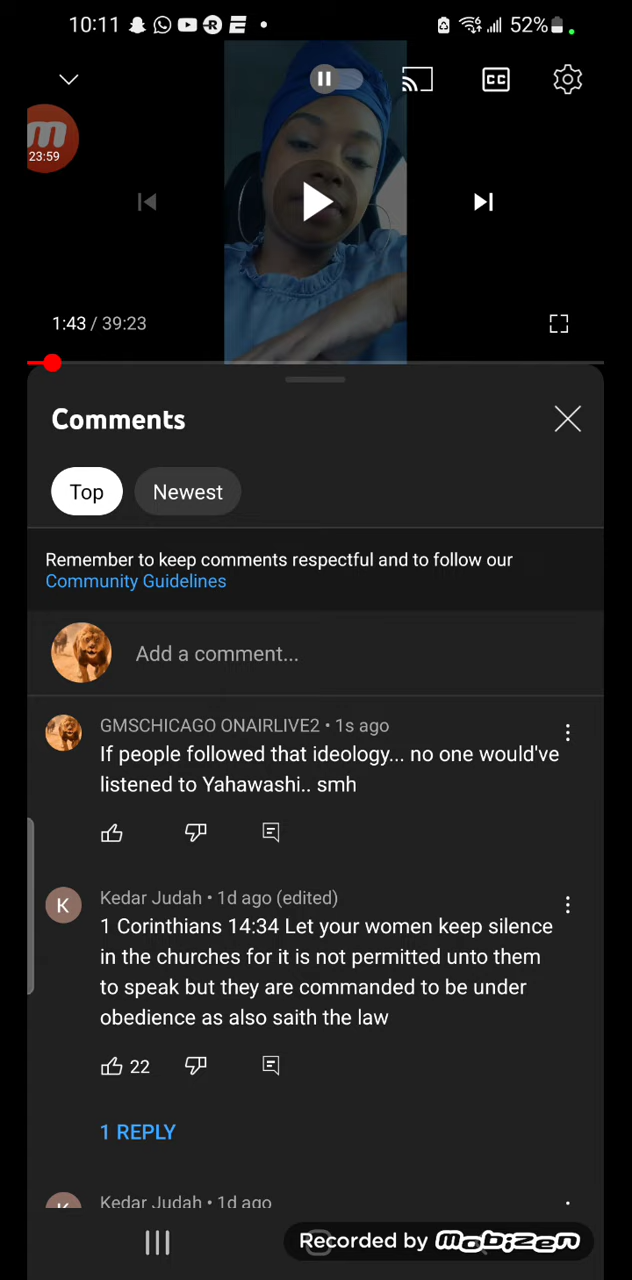 10:11
52%
CC
m
23:59
1:43 / 39:23
Comments
Top Newest
Remember to keep comments respectful and to follow our
Community Guidelines
Add a comment...
GMSCHICAGO ONAIRLIVE2 • 1s ago
If people followed that ideology... no one would've
listened to Yahawashi.. smh
K
Kedar Judah • 1d ago (edited)
1 Corinthians 14:34 Let your women keep silence
in the churches for it is not permitted unto them
to speak but they are commanded to be under
obedience as also saith the law
22
1 REPLY
Kedar Judah • 1d ago
Recorded by mobizen